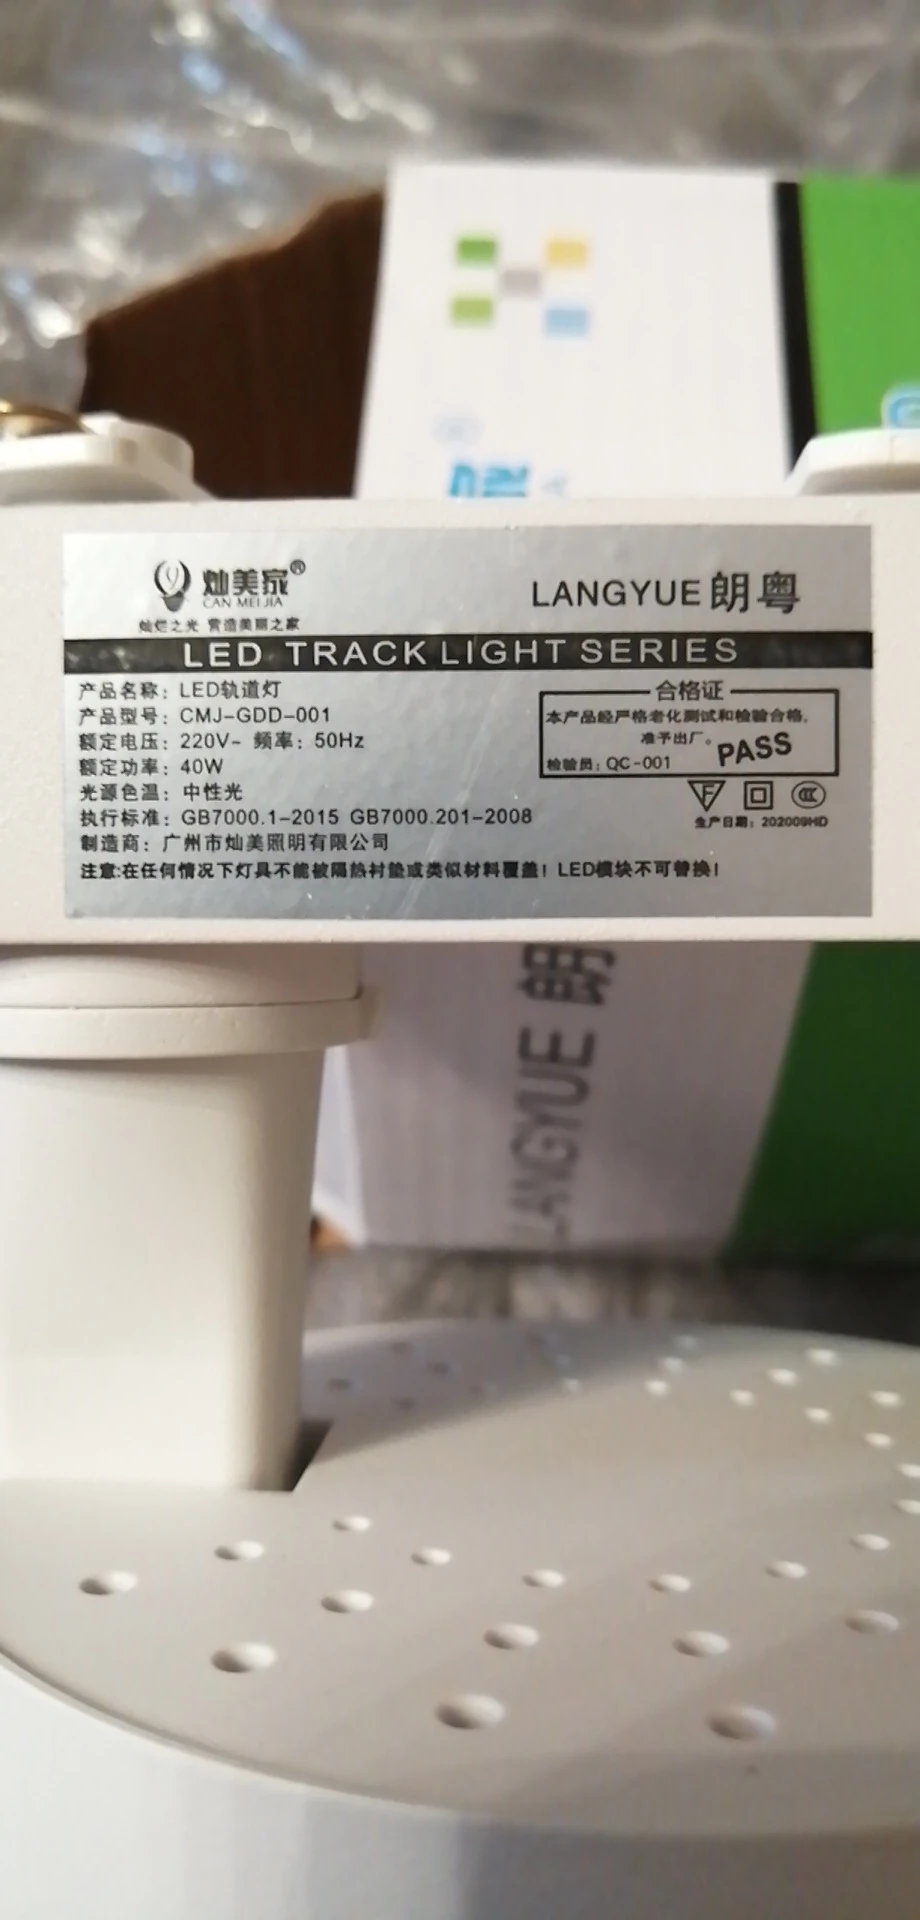 灿美家®
CAN MEI JIA
灿烂之光 营造美丽之家
LANGYUE 朗粤
LED TRACK LIGHT SERIES
产品名称：LED轨道灯
产品型号：CMJ-GDD-001
额定电压：220V~ 频率：50Hz
额定功率：40W
光源色温：中性光
执行标准：GB7000.1-2015 GB7000.201-2008
制造商：广州市灿美照明有限公司
注意:在任何情况下灯具不能被隔热衬垫或类似材料覆盖！LED模块不可替换！
合格证
本产品经严格老化测试和检验合格，
准予出厂。
PASS
检验员：QC-001
F
CCC
生产日期：202009HD
LANGYUE 朗